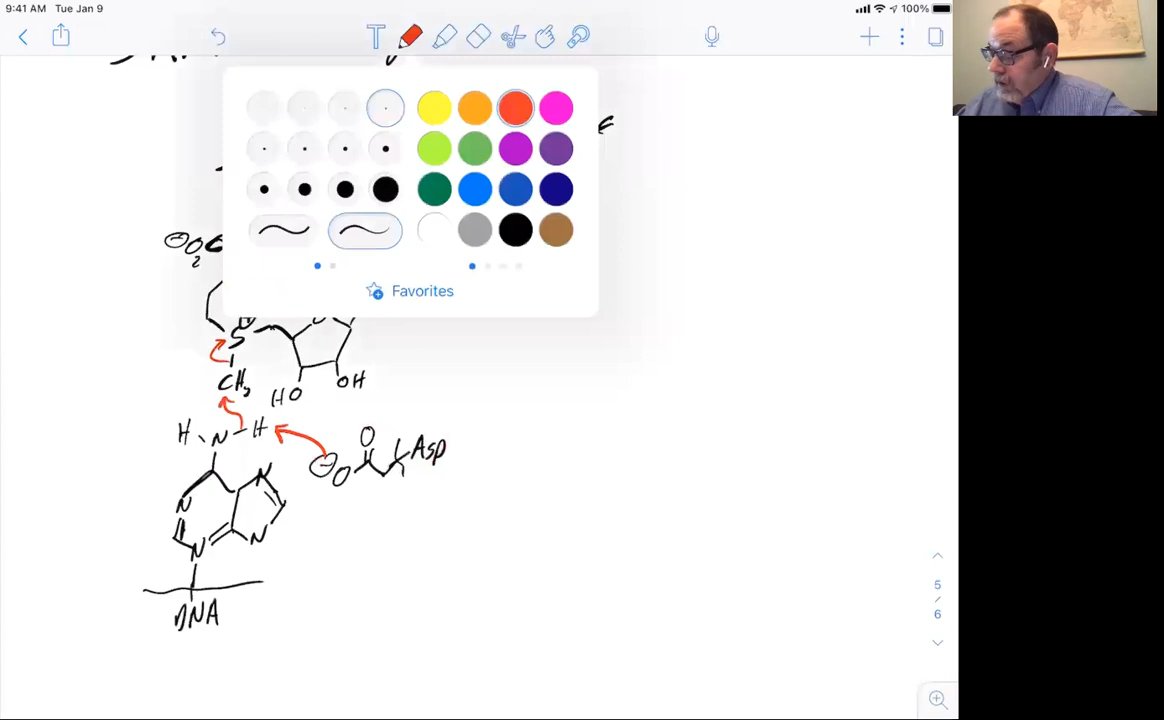 9:41 AM Tue Jan 9
100%
T
Favorites
⊖O₂C
S
CH₃
HO
OH
H
N
H
O
⊖O
Asp
N
N
N
N
DNA
5
/
6